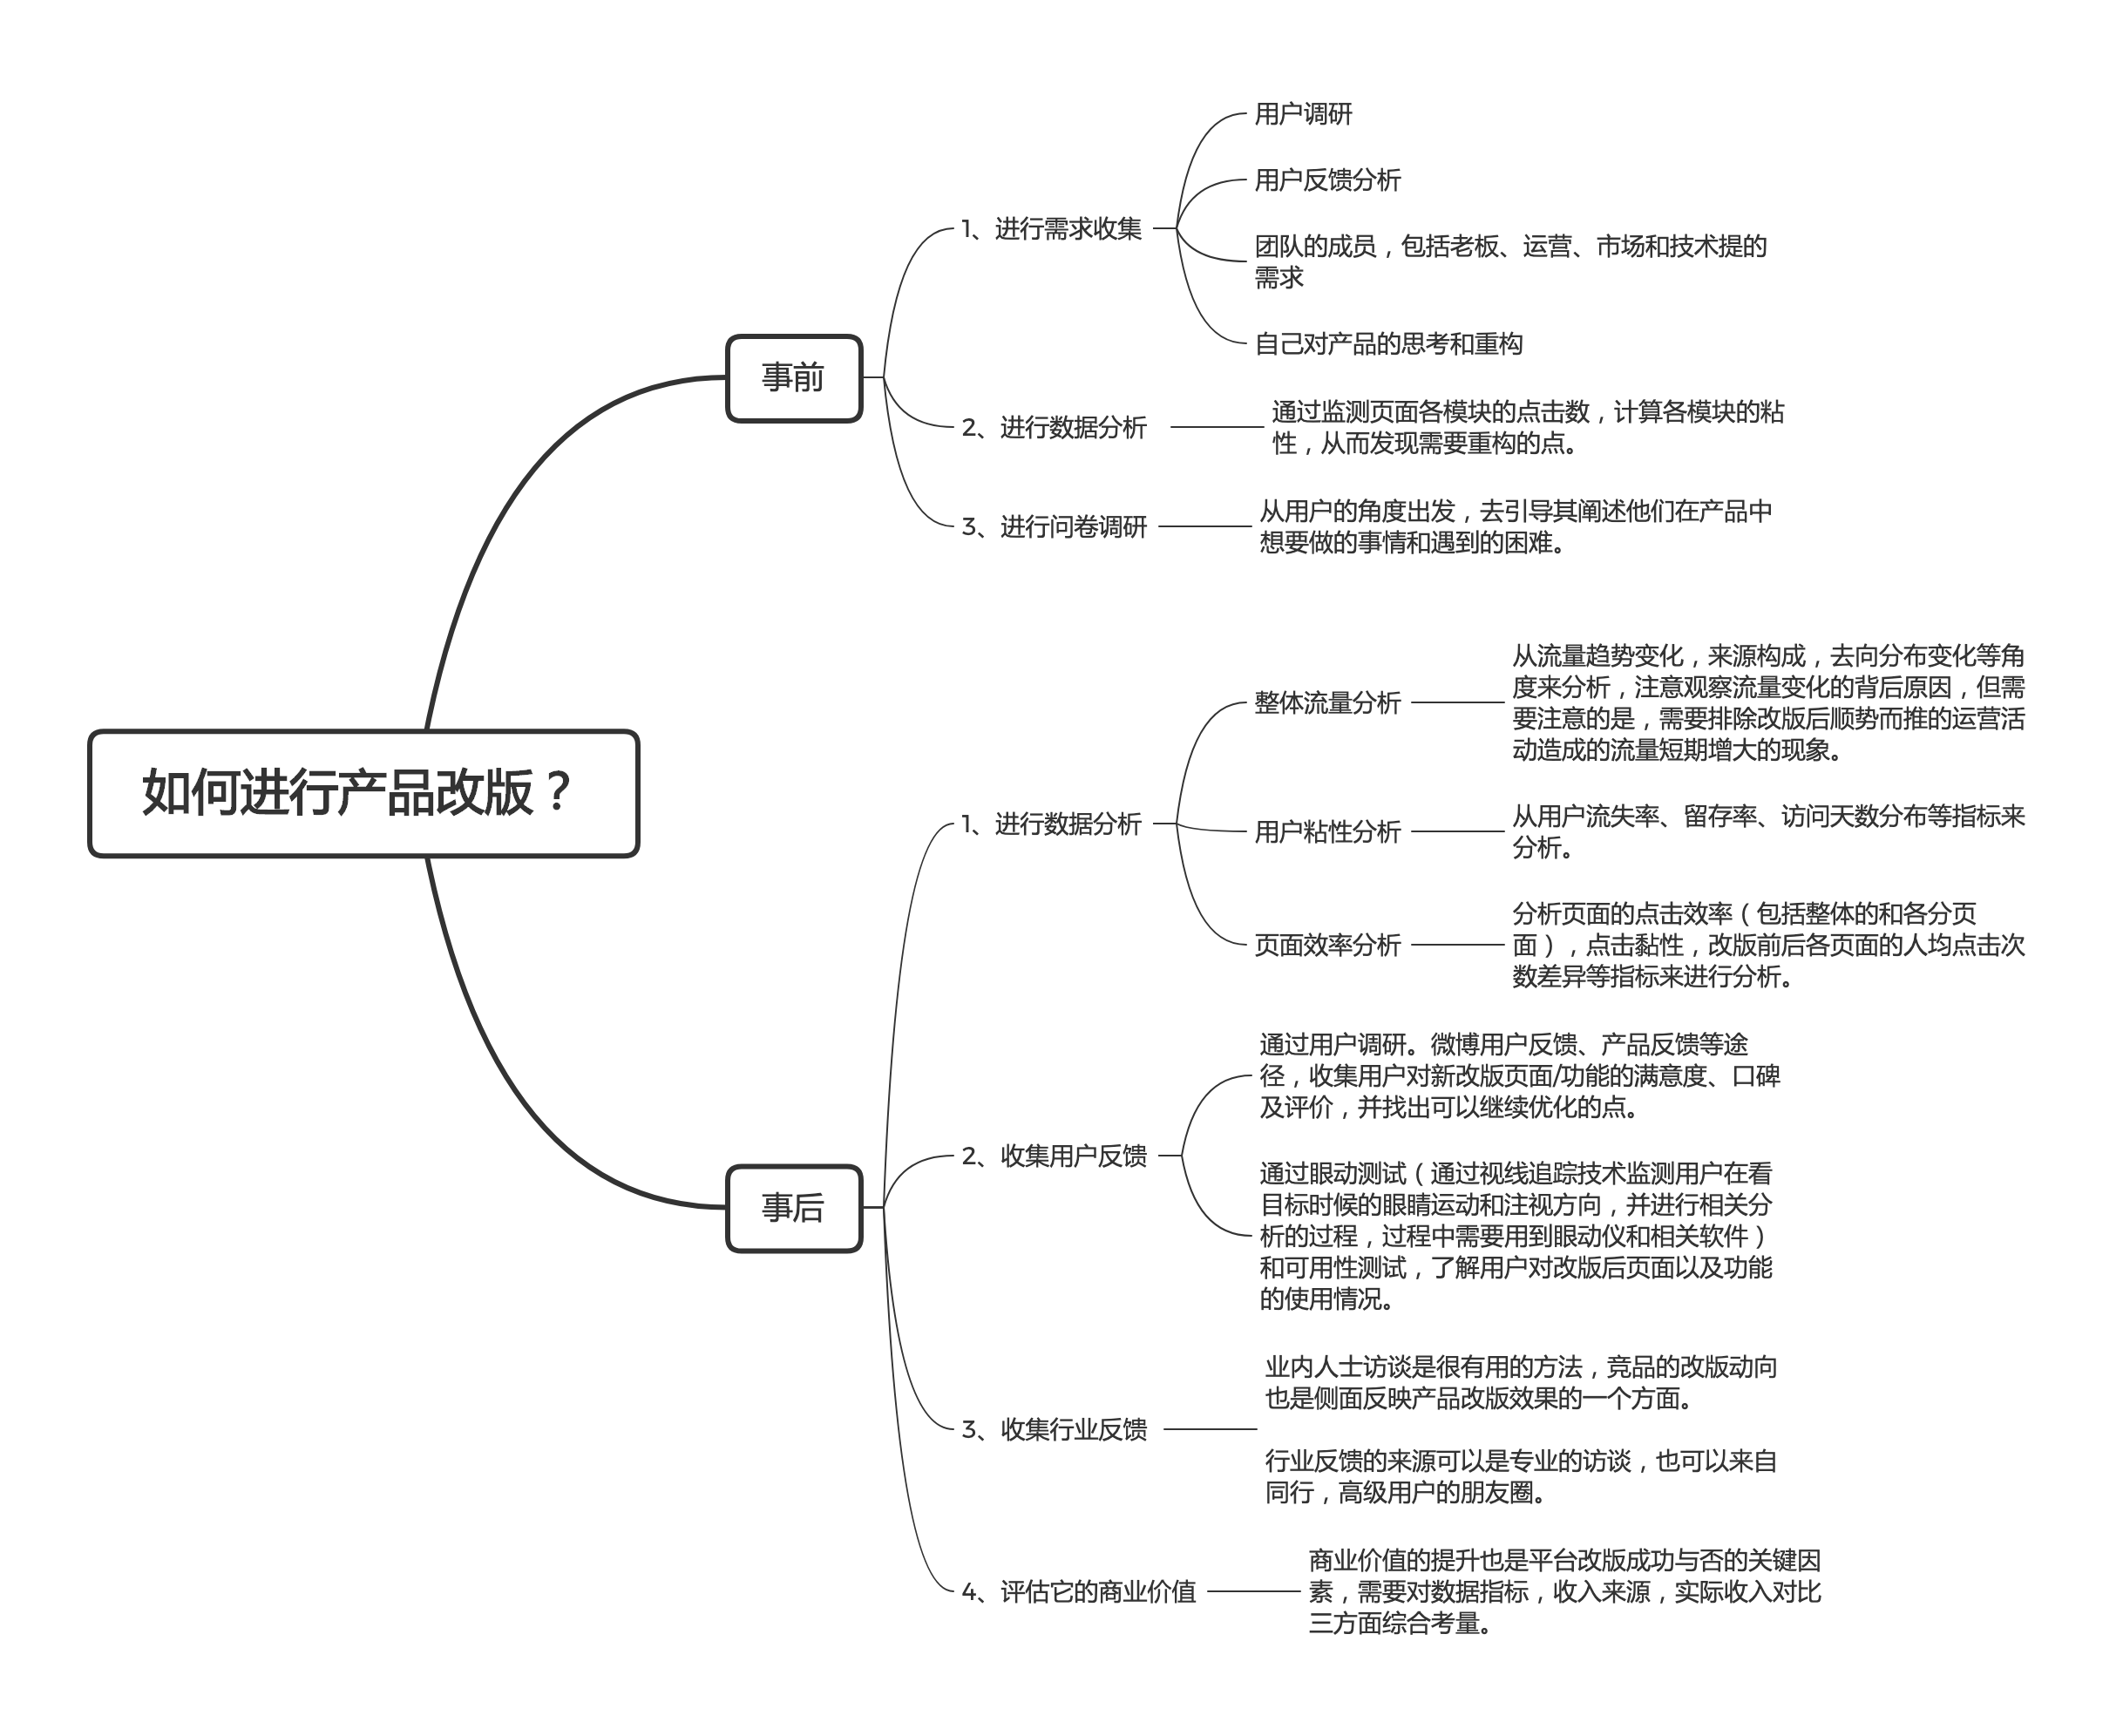 如何进行产品改版？
事前
1、进行需求收集
用户调研
用户反馈分析
团队的成员，包括老板、运营、市场和技术提的
需求
自己对产品的思考和重构
2、进行数据分析
通过监测页面各模块的点击数，计算各模块的粘
性，从而发现需要重构的点。
3、进行问卷调研
从用户的角度出发，去引导其阐述他们在产品中
想要做的事情和遇到的困难。
事后
1、进行数据分析
整体流量分析
从流量趋势变化，来源构成，去向分布变化等角
度来分析，注意观察流量变化的背后原因，但需
要注意的是，需要排除改版后顺势而推的运营活
动造成的流量短期增大的现象。
用户粘性分析
从用户流失率、留存率、访问天数分布等指标来
分析。
页面效率分析
分析页面的点击效率（包括整体的和各分页
面），点击黏性，改版前后各页面的人均点击次
数差异等指标来进行分析。
2、收集用户反馈
通过用户调研。微博用户反馈、产品反馈等途
径，收集用户对新改版页面/功能的满意度、口碑
及评价，并找出可以继续优化的点。
通过眼动测试（通过视线追踪技术监测用户在看
目标时候的眼睛运动和注视方向，并进行相关分
析的过程，过程中需要用到眼动仪和相关软件）
和可用性测试，了解用户对改版后页面以及功能
的使用情况。
3、收集行业反馈
业内人士访谈是很有用的方法，竞品的改版动向
也是侧面反映产品改版效果的一个方面。
行业反馈的来源可以是专业的访谈，也可以来自
同行，高级用户的朋友圈。
4、评估它的商业价值
商业价值的提升也是平台改版成功与否的关键因
素，需要对数据指标，收入来源，实际收入对比
三方面综合考量。